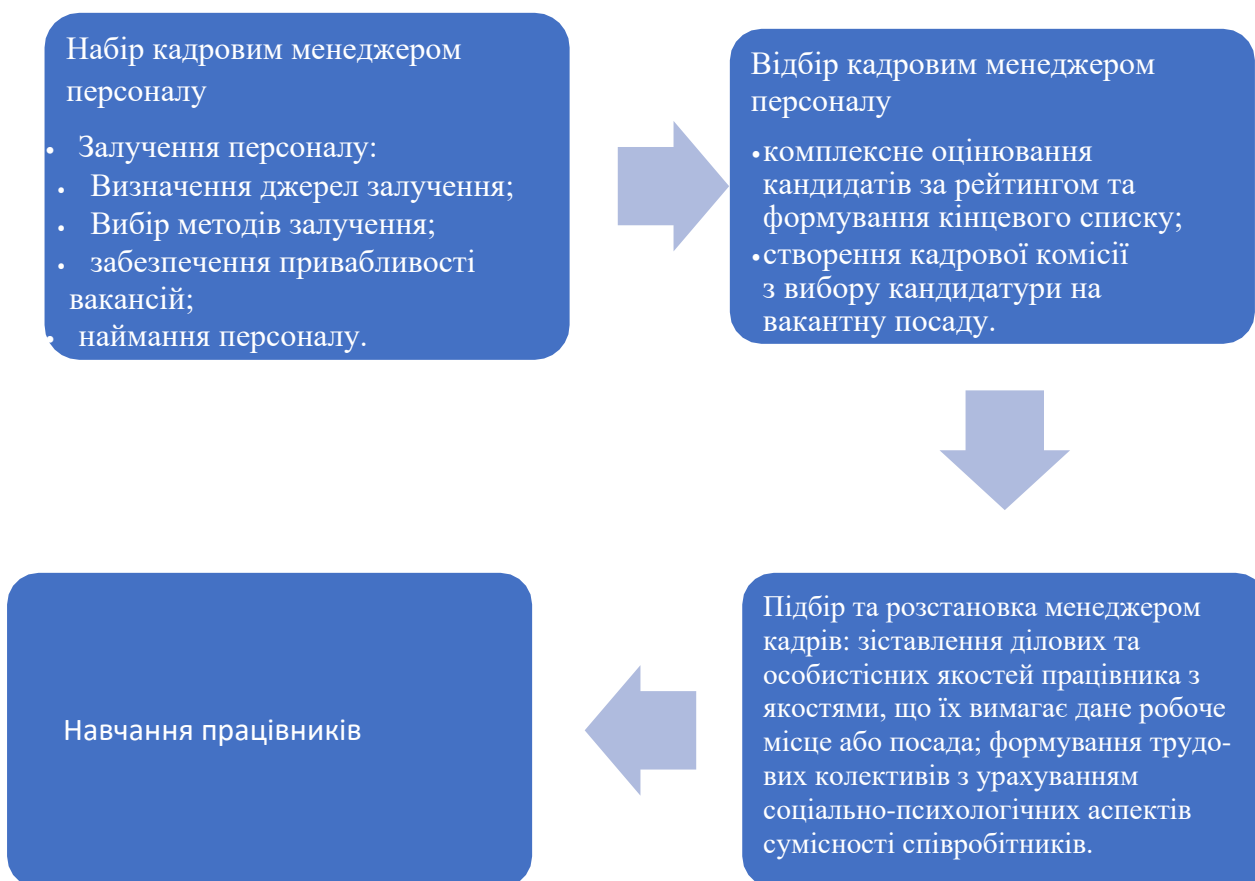 Набір кадровим менеджером
персоналу
• Залучення персоналу:
• Визначення джерел залучення;
• Вибір методів залучення;
• забезпечення привабливості
вакансій;
• наймання персоналу.
Відбір кадровим менеджером
персоналу
•комплексне оцінювання
кандидатів за рейтингом та
формування кінцевого списку;
•створення кадрової комісії
з вибору кандидатури на
вакантну посаду.
Підбір та розстановка менеджером
кадрів: зіставлення ділових та
особистісних якостей працівника з
якостями, що їх вимагає дане робоче
місце або посада; формування трудо-
вих колективів з урахуванням
соціально-психологічних аспектів
сумісності співробітників.
Навчання працівників